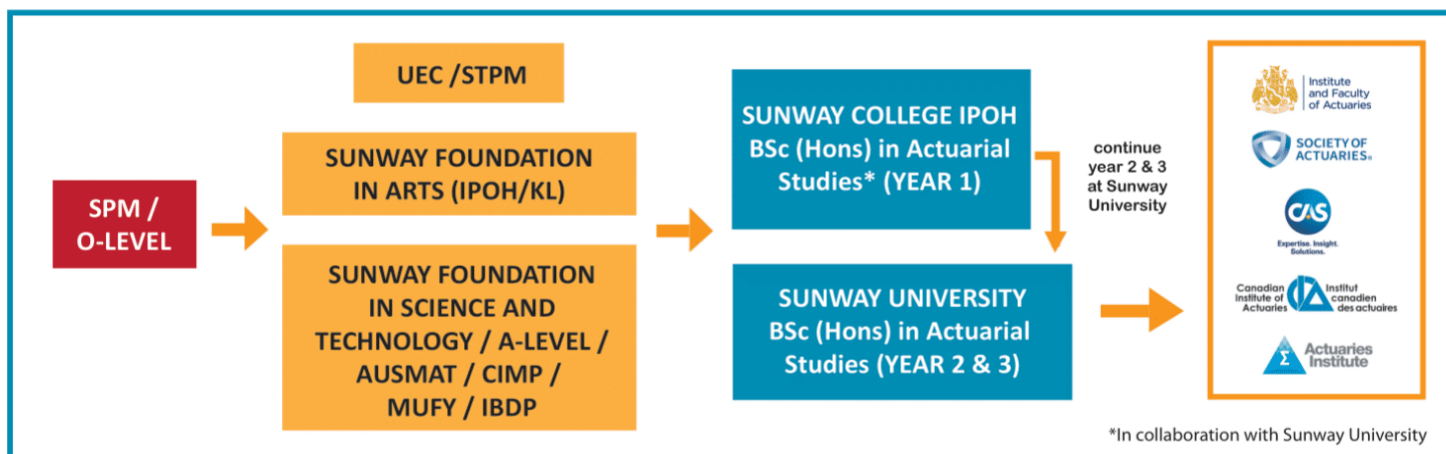 SPM /
O-LEVEL
UEC /STPM
SUNWAY FOUNDATION
IN ARTS (IPOH/KL)
SUNWAY FOUNDATION
IN SCIENCE AND
TECHNOLOGY / A-LEVEL /
AUSMAT / CIMP /
MUFY / IBDP
SUNWAY COLLEGE IPOH
BSc (Hons) in Actuarial
Studies* (YEAR 1)
continue
year 2 & 3
at Sunway
University
SUNWAY UNIVERSITY
BSc (Hons) in Actuarial
Studies (YEAR 2 & 3)
Institute
and Faculty
of Actuaries
SOCIETY OF
ACTUARIES®
CAS
Expertise. Insight.
Solutions.
Canadian
Institute of
Actuaries
Institut
canadien
des actuaires
Σ
Actuaries
Institute
*In collaboration with Sunway University